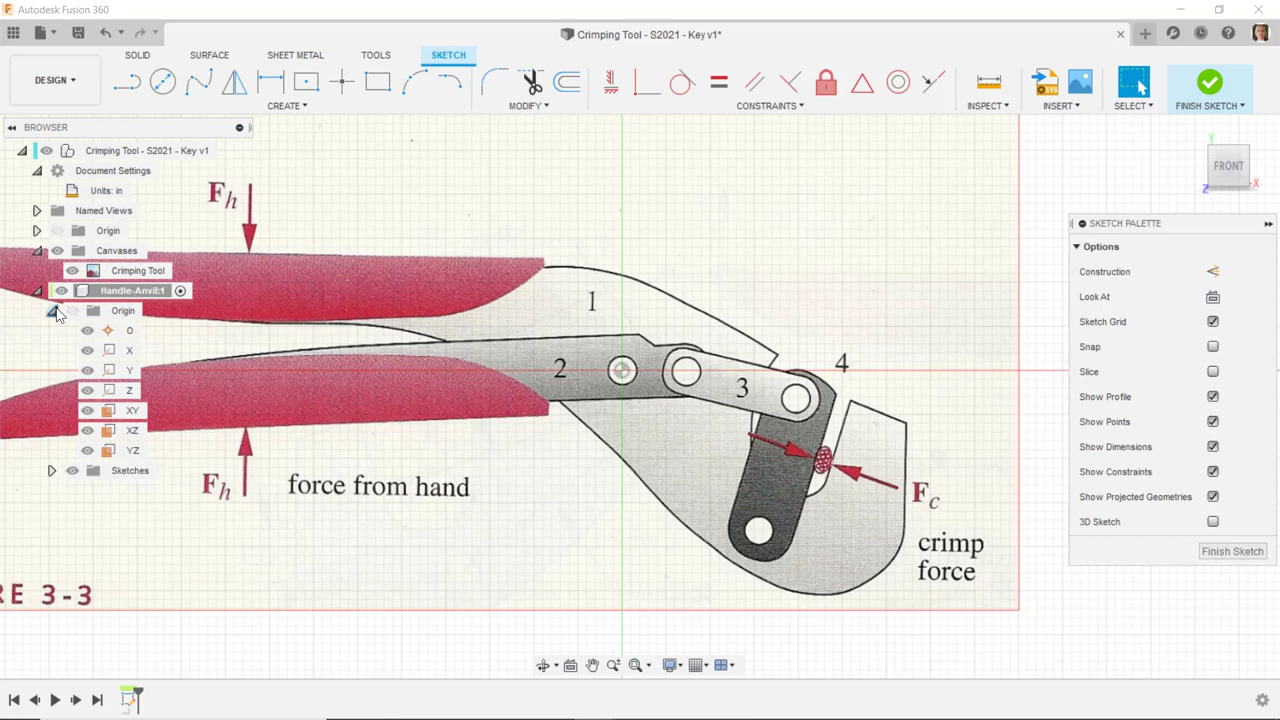 Autodesk Fusion 360
Crimping Tool - S2021 - Key v1*
DESIGN
SOLID
SURFACE
SHEET METAL
TOOLS
SKETCH
CREATE
MODIFY
CONSTRAINTS
INSPECT
INSERT
SELECT
FINISH SKETCH
BROWSER
Crimping Tool - S2021 - Key v1
Document Settings
Units: in
Named Views
Origin
Canvases
Crimping Tool
Handle-Anvil:1
Origin
O
X
Y
Z
XY
XZ
YZ
Sketches
Fh
1
2
3
4
Fh
force from hand
Fc
crimp
force
RE 3-3
Y
FRONT
X
Z
SKETCH PALETTE
Options
Construction
Look At
Sketch Grid
Snap
Slice
Show Profile
Show Points
Show Dimensions
Show Constraints
Show Projected Geometries
3D Sketch
Finish Sketch